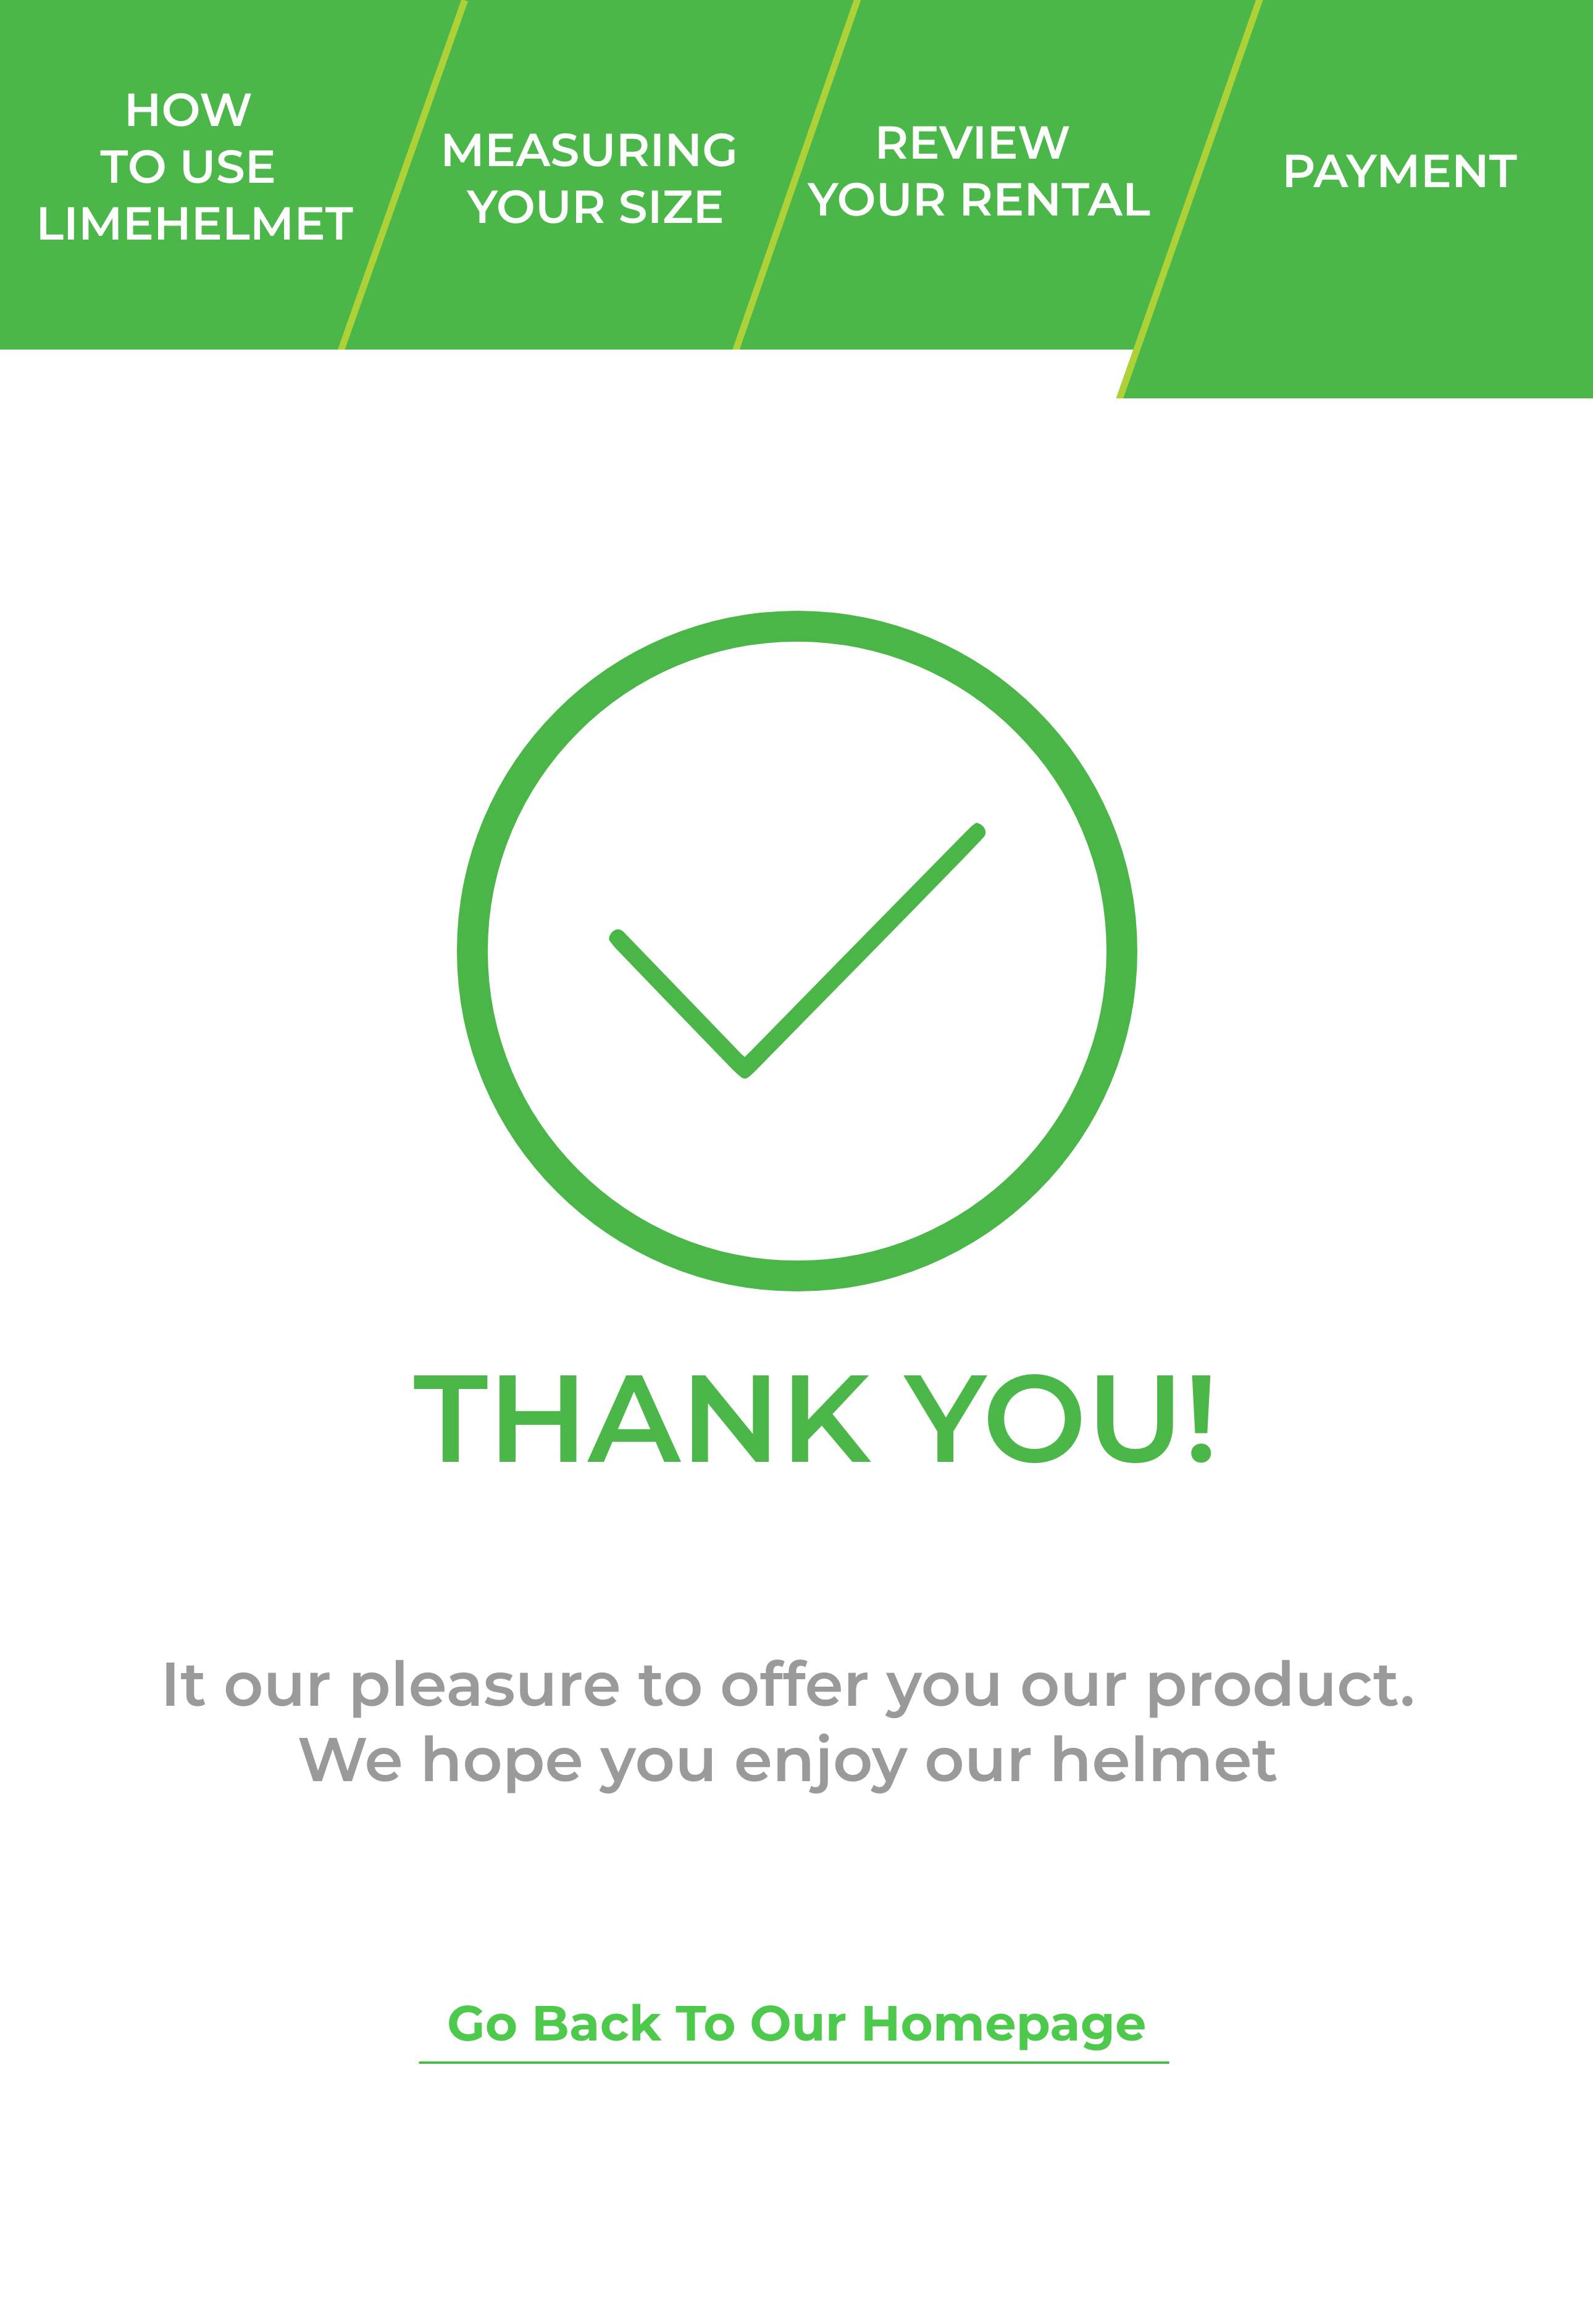 HOW
TO USE
LIMEHELMET
MEASURING
YOUR SIZE
REVIEW
YOUR RENTAL
PAYMENT
THANK YOU!
It our pleasure to offer you our product.
We hope you enjoy our helmet
Go Back To Our Homepage